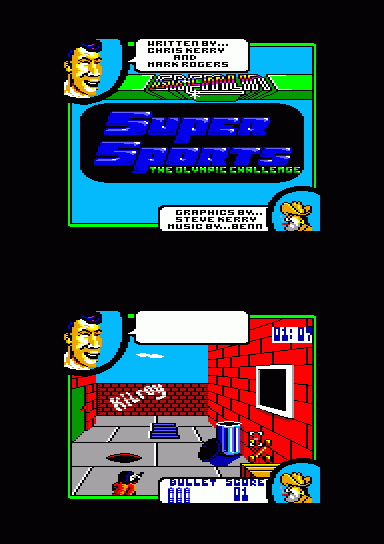 WRITTEN BY...
CHRIS KERRY
AND
MARK ROGERS
GREMLIN
SUPER
SPORTS
THE OLYMPIC CHALLENGE
GRAPHICS BY...
STEVE KERRY
MUSIC BY...BENN
Kilroy
BULLET SCORE
01